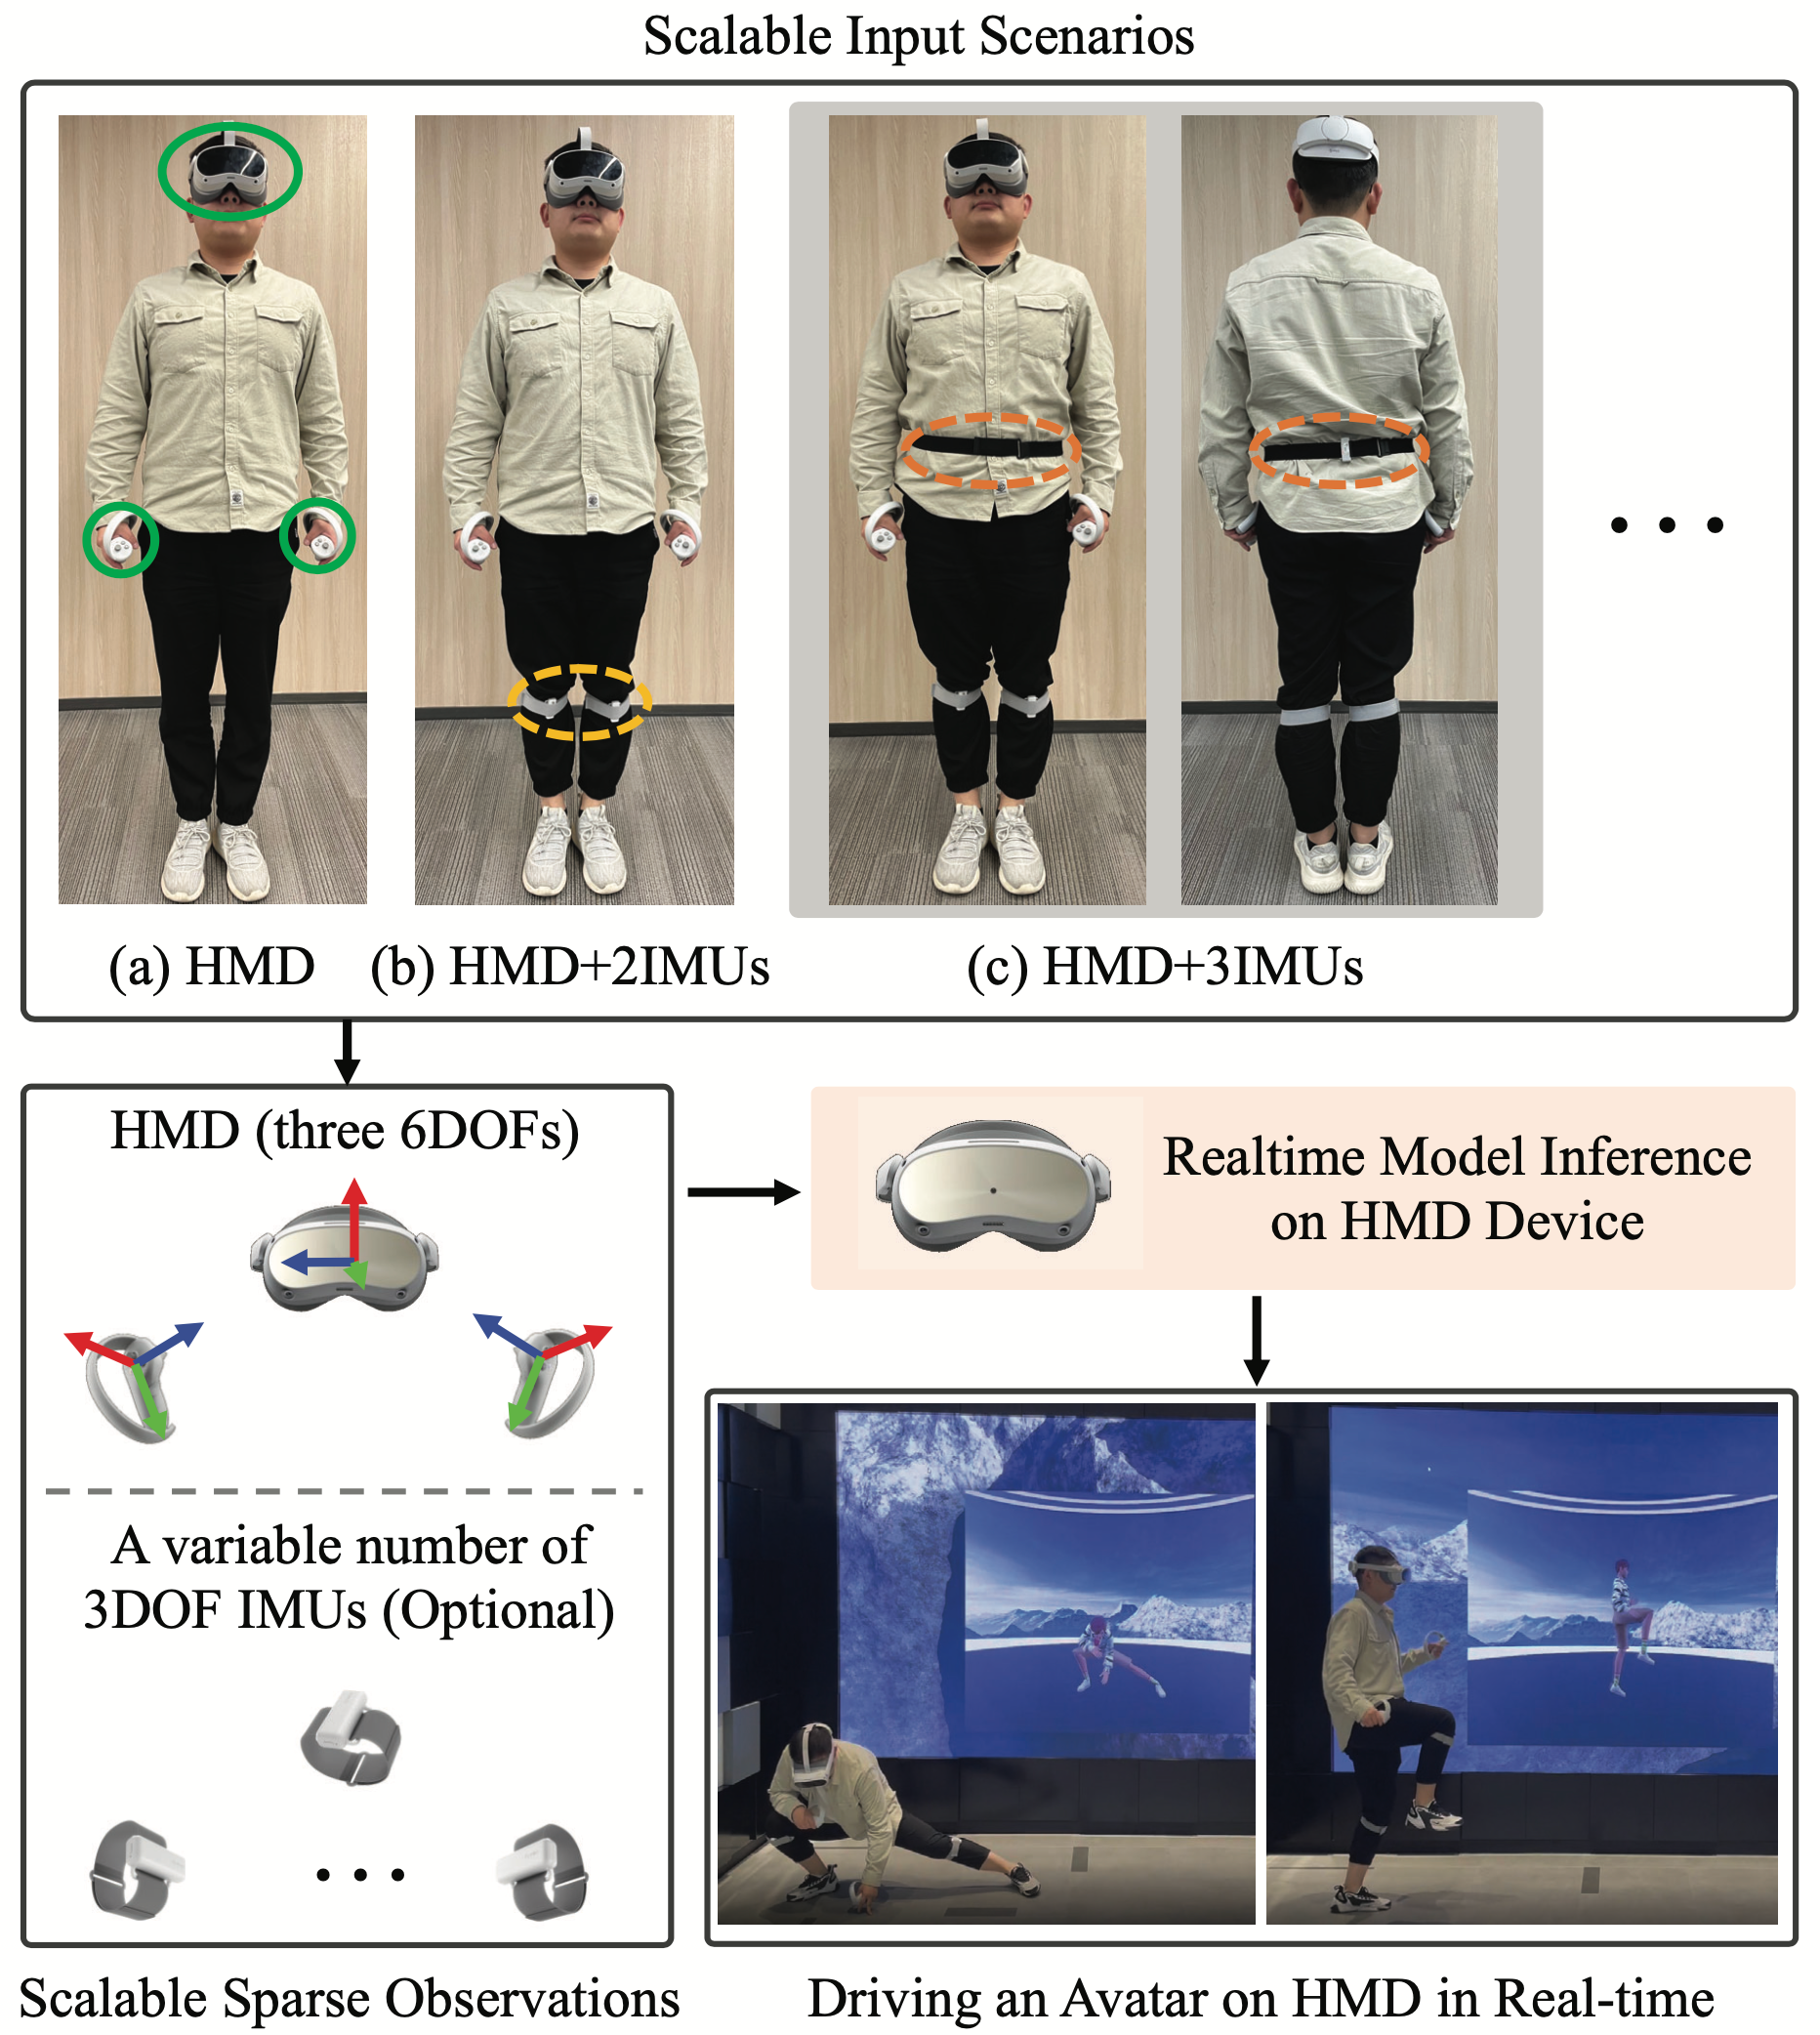 Scalable Input Scenarios
(a) HMD
(b) HMD+2IMUs
(c) HMD+3IMUs
HMD (three 6DOFs)
A variable number of
3DOF IMUs (Optional)
Realtime Model Inference
on HMD Device
Scalable Sparse Observations
Driving an Avatar on HMD in Real-time